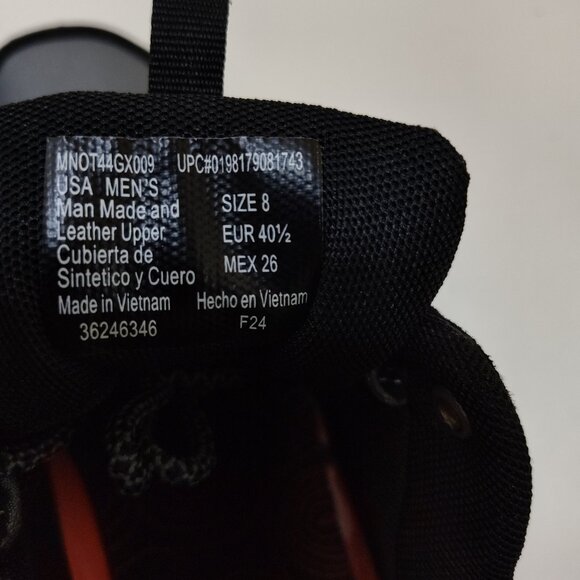 MNOT44GX009 UPC#0198179081743
USA MEN'S
Man Made and
Leather Upper
Cubierta de
Sintetico y Cuero
SIZE 8
EUR 40½
MEX 26
Made in Vietnam Hecho en Vietnam
36246346 F24